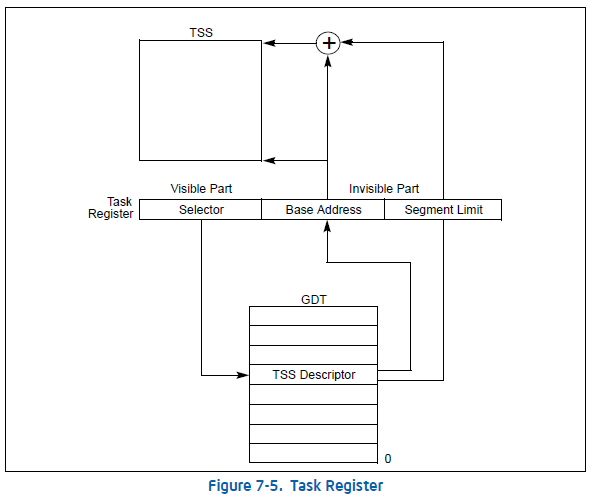 TSS
+
Visible Part
Invisible Part
Task
Register
Selector
Base Address
Segment Limit
GDT
TSS Descriptor
0
Figure 7-5. Task Register